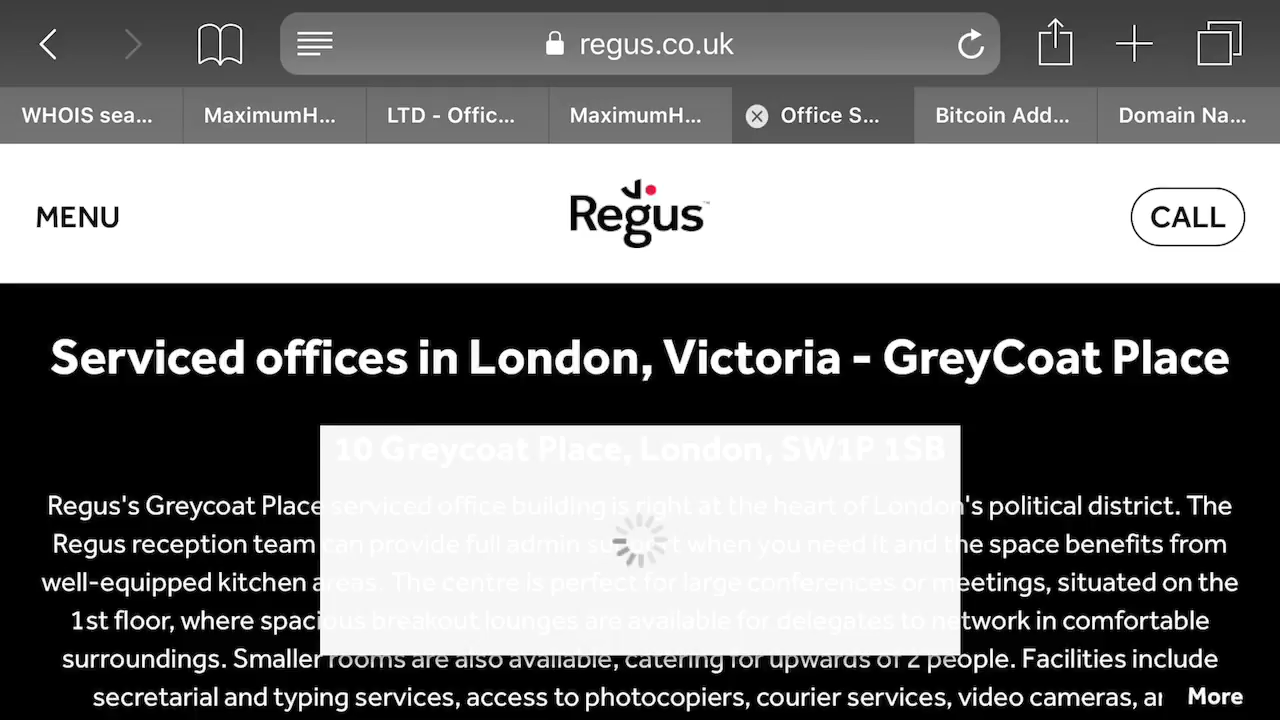 regus.co.uk
WHOIS sea... MaximumH... LTD - Offic... MaximumH... Office S... Bitcoin Add... Domain Na...
MENU Regus™ CALL
Serviced offices in London, Victoria - GreyCoat Place
10 Greycoat Place, London, SW1P 1SB
Regus's Greycoat Place serviced office building is right at the heart of London's political district. The
Regus reception team can provide full admin support when you need it and the space benefits from
well-equipped kitchen areas. The centre is perfect for large conferences or meetings, situated on the
1st floor, where spacious breakout lounges are available for delegates to network in comfortable
surroundings. Smaller rooms are also available, catering for upwards of 2 people. Facilities include
secretarial and typing services, access to photocopiers, courier services, video cameras, ar More